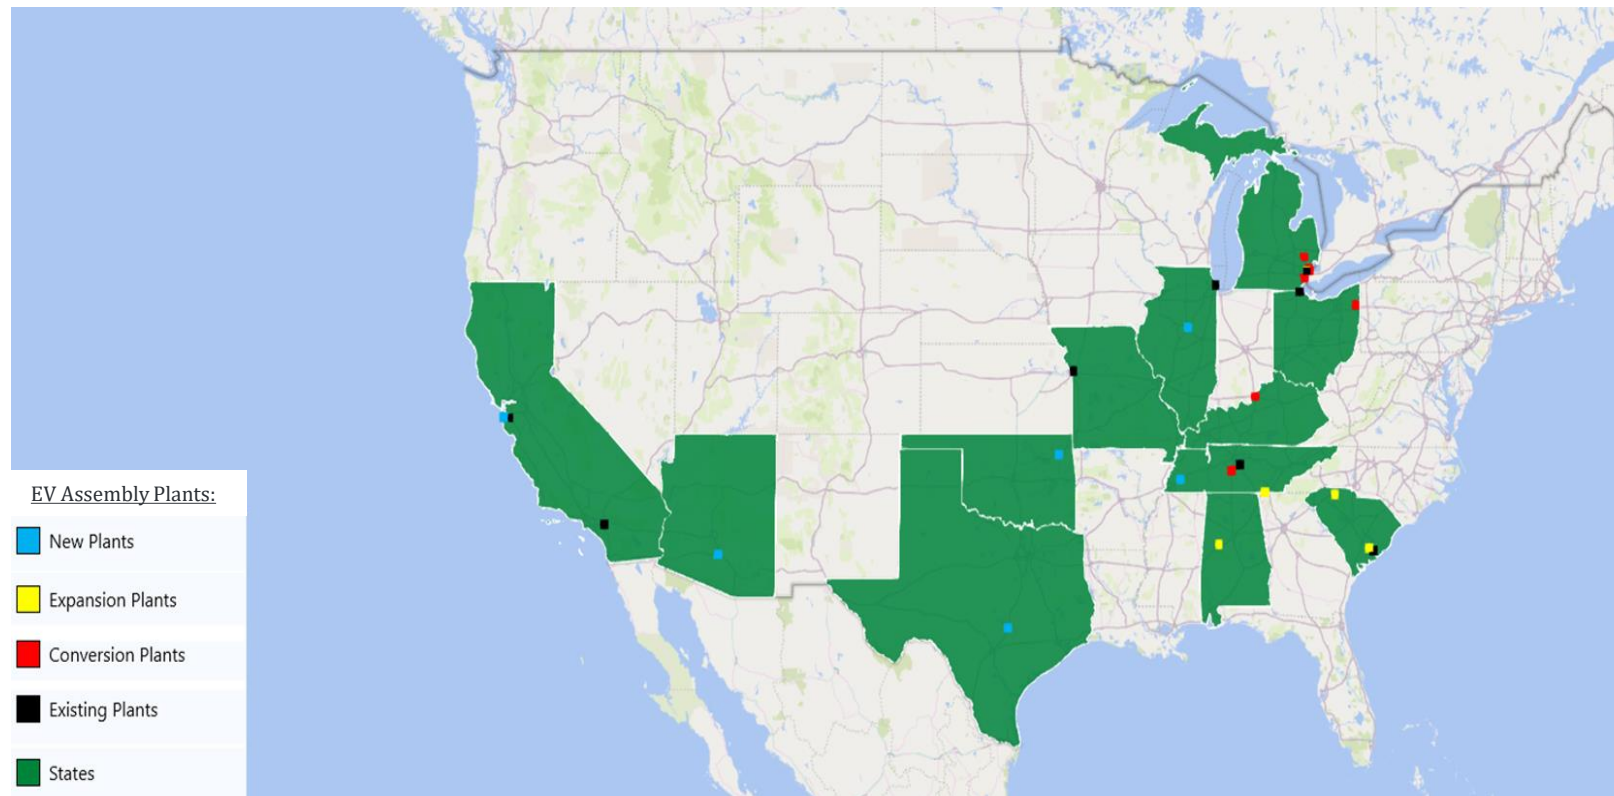 EV Assembly Plants:
New Plants
Expansion Plants
Conversion Plants
Existing Plants
States